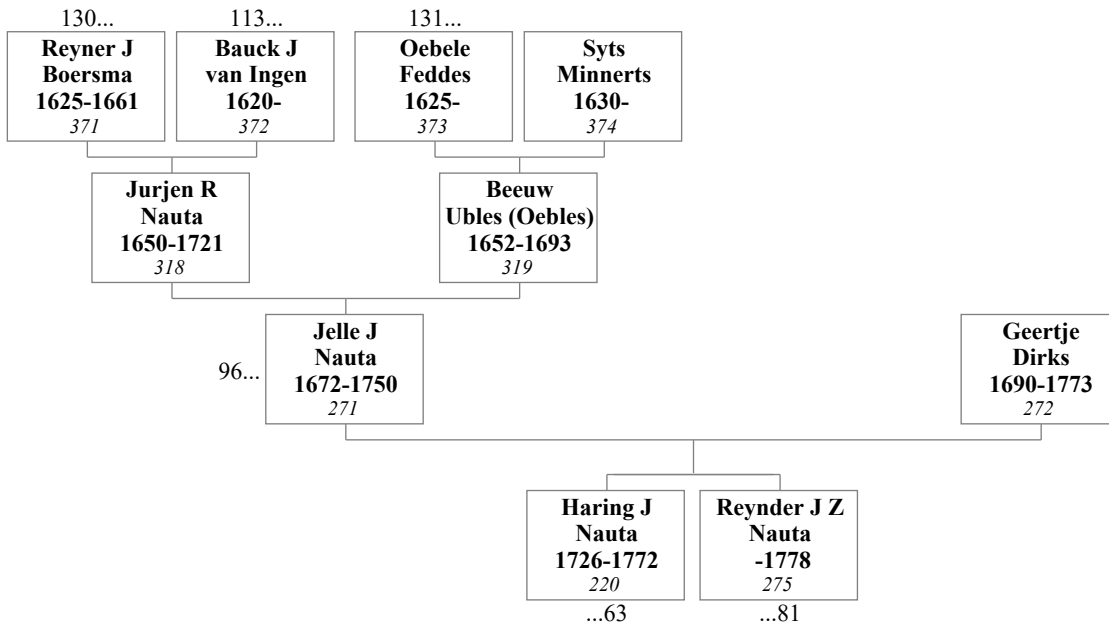 130...
113...
131...
Reyner J
Boersma
1625-1661
371
Bauck J
van Ingen
1620-
372
Oebele
Feddes
1625-
373
Syts
Minnerts
1630-
374
Jurjen R
Nauta
1650-1721
318
Beeuw
Ubles (Oebles)
1652-1693
319
96...
Jelle J
Nauta
1672-1750
271
Geertje
Dirks
1690-1773
272
Haring J
Nauta
1726-1772
220
...63
Reynder J Z
Nauta
-1778
275
...81